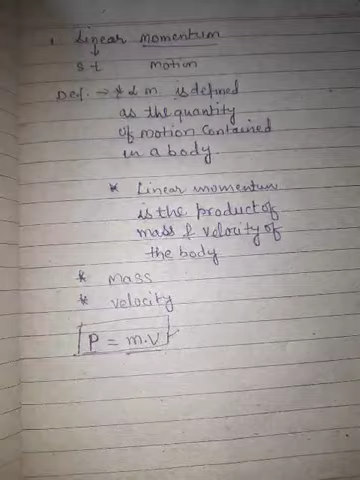 1. Linear momentum
↓
S t motion
Def. → * L m is defined
as the quantity
of motion contained
in a body.
* Linear momentum
is the product of
mass & velocity of
the body
* Mass
* velocity
P = m.v